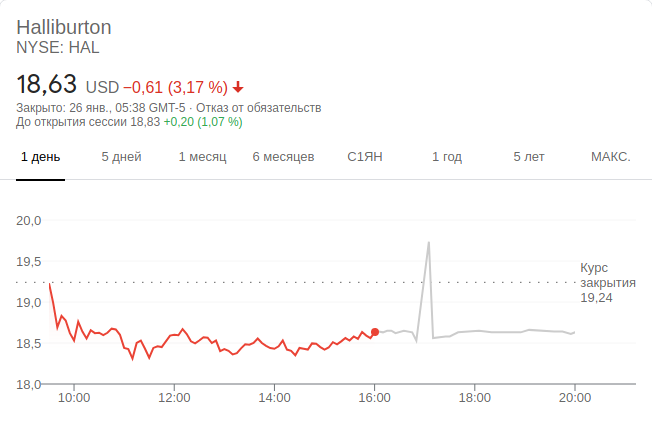 Halliburton
NYSE: HAL
18,63 USD −0,61 (3,17 %)
Закрыто: 26 янв., 05:38 GMT-5 · Отказ от обязательств
До открытия сессии 18,83 +0,20 (1,07 %)
1 день 5 дней 1 месяц 6 месяцев С1ЯН 1 год 5 лет МАКС.
20,0
19,5
Курс
закрытия
19,24
19,0
18,5
18,0
10:00 12:00 14:00 16:00 18:00 20:00